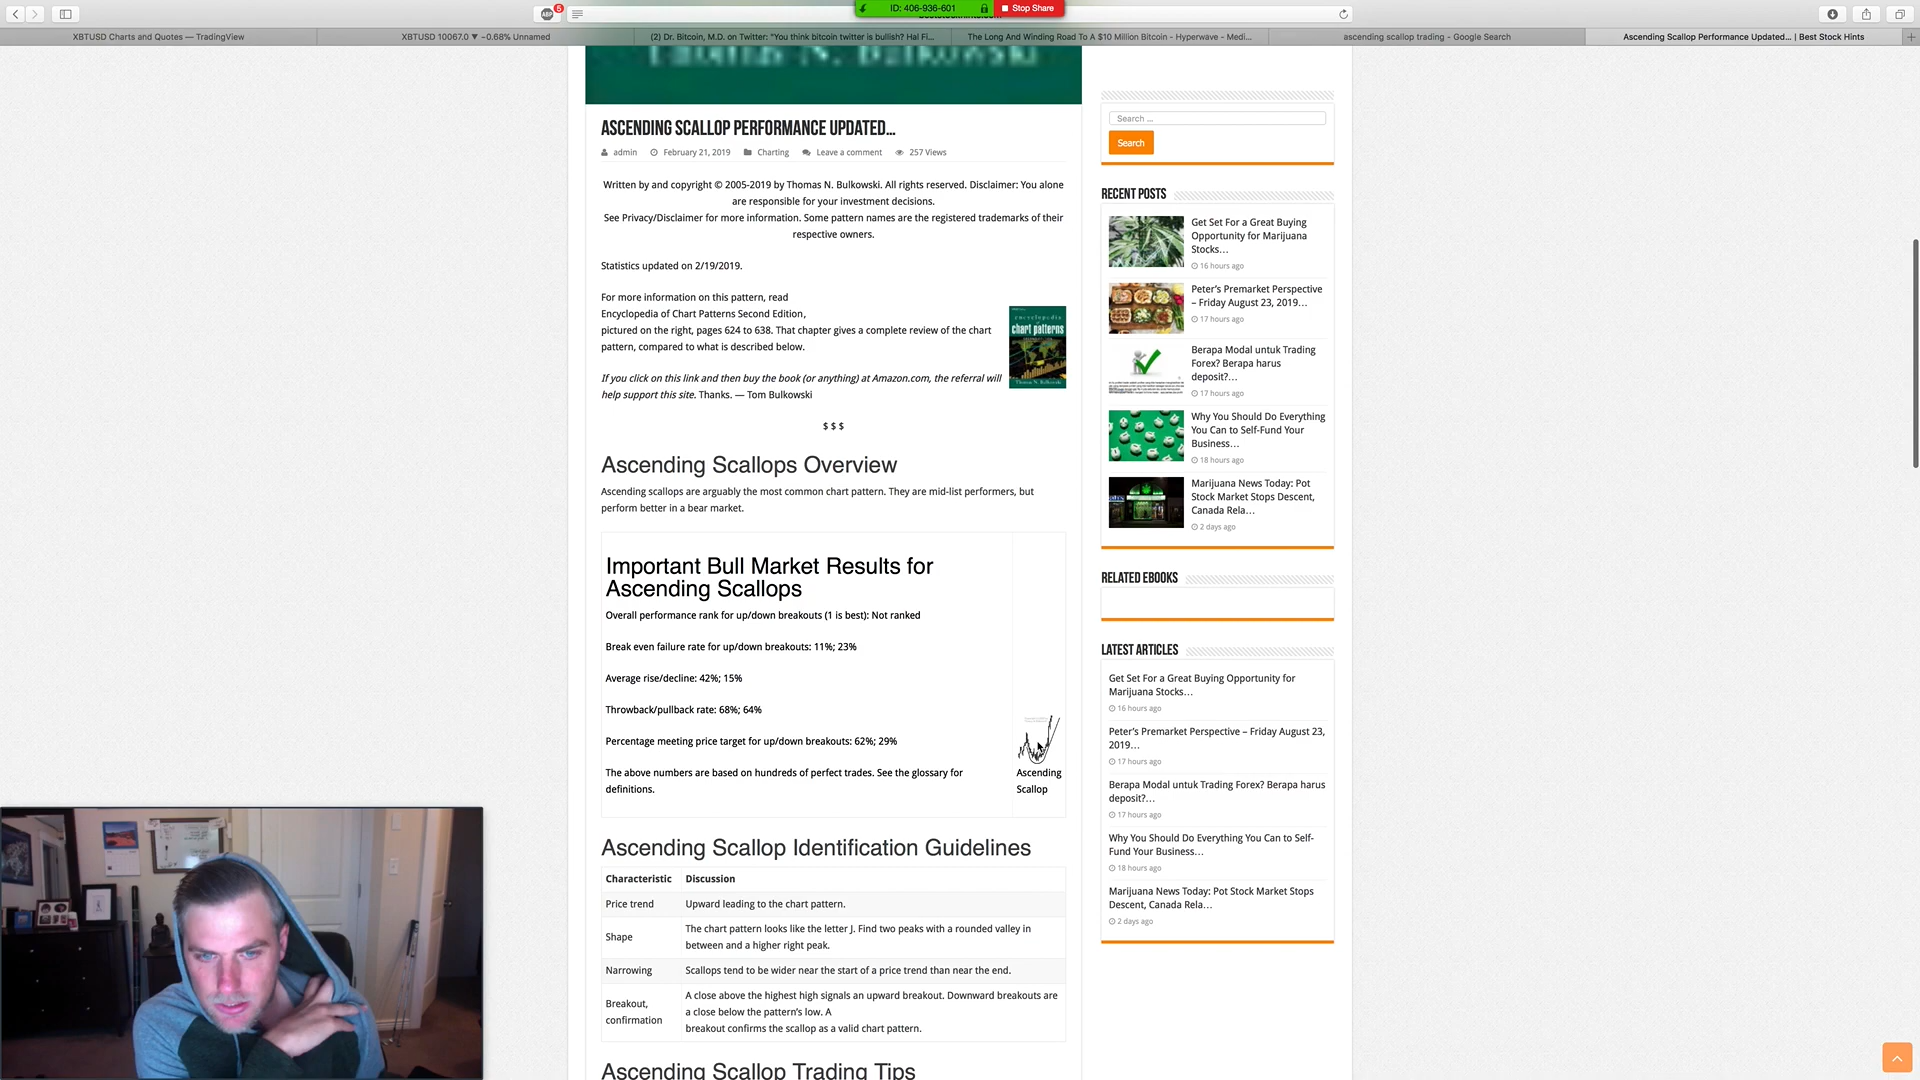 ID: 406-936-601
Stop Share
5
XBTUSD Charts and Quotes — TradingView
XBTUSD 10067.0 ▼ −0.68% Unnamed
(2) Dr. Bitcoin, M.D. on Twitter: "You think bitcoin twitter is bullish? Hal Fi...
The Long And Winding Road To A $10 Million Bitcoin - Hyperwave - Medi...
ascending scallop trading - Google Search
Ascending Scallop Performance Updated... | Best Stock Hints
ASCENDING SCALLOP PERFORMANCE UPDATED…
admin February 21, 2019 Charting Leave a comment 257 Views
Written by and copyright © 2005-2019 by Thomas N. Bulkowski. All rights reserved. Disclaimer: You alone
are responsible for your investment decisions.
See Privacy/Disclaimer for more information. Some pattern names are the registered trademarks of their
respective owners.
Statistics updated on 2/19/2019.
For more information on this pattern, read
Encyclopedia of Chart Patterns Second Edition,
pictured on the right, pages 624 to 638. That chapter gives a complete review of the chart
pattern, compared to what is described below.
encyclopedia
chart patterns
If you click on this link and then buy the book (or anything) at Amazon.com, the referral will
help support this site. Thanks. — Tom Bulkowski
$ $ $
Ascending Scallops Overview
Ascending scallops are arguably the most common chart pattern. They are mid-list performers, but
perform better in a bear market.
Important Bull Market Results for
Ascending Scallops
Overall performance rank for up/down breakouts (1 is best): Not ranked
Break even failure rate for up/down breakouts: 11%; 23%
Average rise/decline: 42%; 15%
Throwback/pullback rate: 68%; 64%
Percentage meeting price target for up/down breakouts: 62%; 29%
The above numbers are based on hundreds of perfect trades. See the glossary for
definitions.
Ascending
Scallop
Ascending Scallop Identification Guidelines
Characteristic Discussion
Price trend Upward leading to the chart pattern.
Shape The chart pattern looks like the letter J. Find two peaks with a rounded valley in
between and a higher right peak.
Narrowing Scallops tend to be wider near the start of a price trend than near the end.
Breakout,
confirmation
A close above the highest high signals an upward breakout. Downward breakouts are
a close below the pattern's low. A
breakout confirms the scallop as a valid chart pattern.
Ascending Scallop Trading Tips
Search ...
Search
RECENT POSTS
Get Set For a Great Buying
Opportunity for Marijuana
Stocks…
16 hours ago
Peter's Premarket Perspective
– Friday August 23, 2019…
17 hours ago
Berapa Modal untuk Trading
Forex? Berapa harus
deposit?…
17 hours ago
Why You Should Do Everything
You Can to Self-Fund Your
Business…
18 hours ago
Marijuana News Today: Pot
Stock Market Stops Descent,
Canada Rela…
2 days ago
RELATED EBOOKS
LATEST ARTICLES
Get Set For a Great Buying Opportunity for
Marijuana Stocks…
16 hours ago
Peter's Premarket Perspective – Friday August 23,
2019…
17 hours ago
Berapa Modal untuk Trading Forex? Berapa harus
deposit?…
17 hours ago
Why You Should Do Everything You Can to Self-
Fund Your Business…
18 hours ago
Marijuana News Today: Pot Stock Market Stops
Descent, Canada Rela…
2 days ago